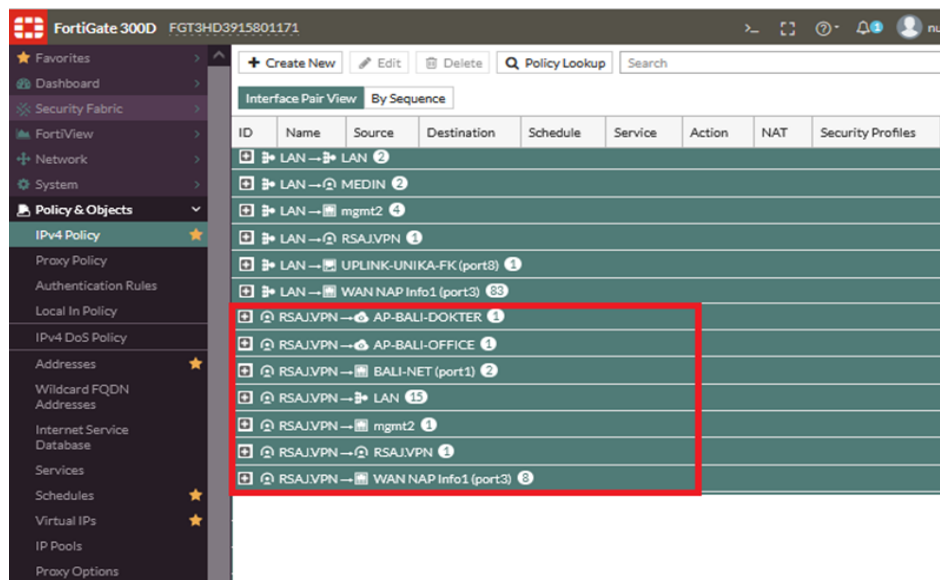 FortiGate 300D FGT3HD3915801171
>_ 1 nu
Favorites
Dashboard
Security Fabric
FortiView
Network
System
Policy & Objects
IPv4 Policy
Proxy Policy
Authentication Rules
Local In Policy
IPv4 DoS Policy
Addresses
Wildcard FQDN
Addresses
Internet Service
Database
Services
Schedules
Virtual IPs
IP Pools
Proxy Options
+ Create New Edit Delete Policy Lookup Search
Interface Pair View By Sequence
ID Name Source Destination Schedule Service Action NAT Security Profiles
LAN → LAN 2
LAN → MEDIN 2
LAN → mgmt2 4
LAN → RSAJ.VPN 1
LAN → UPLINK-UNIKA-FK (port8) 1
LAN → WAN NAP Info1 (port3) 83
RSAJ.VPN → AP-BALI-DOKTER 1
RSAJ.VPN → AP-BALI-OFFICE 1
RSAJ.VPN → BALI-NET (port1) 2
RSAJ.VPN → LAN 15
RSAJ.VPN → mgmt2 1
RSAJ.VPN → RSAJ.VPN 1
RSAJ.VPN → WAN NAP Info1 (port3) 8